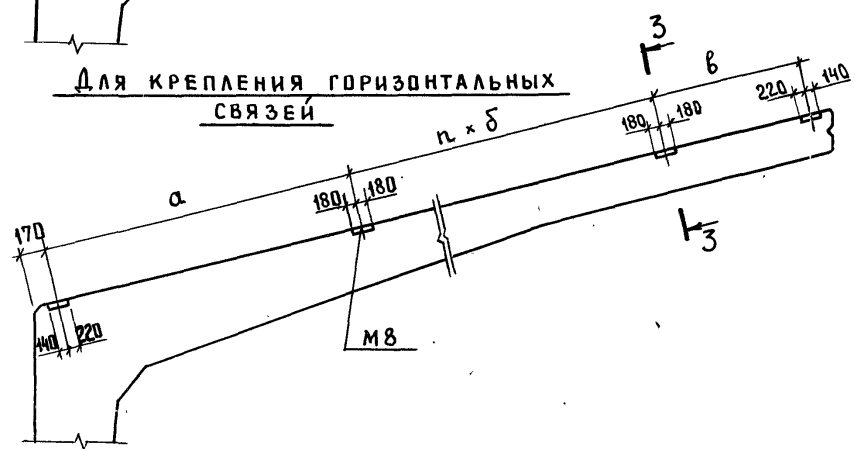 Для крепления горизонтальных
связей
3
в
220
140
n × б
180
180
а
180
180
170
3
140
220
М8